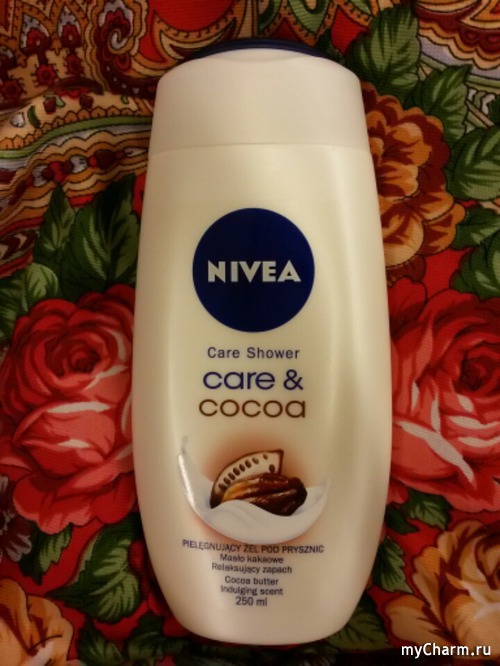 NIVEA
Care Shower
care &
cocoa
PIELĘGNUJĄCY ŻEL POD PRYSZNIC
Masło kakaowe
Relaksujący zapach
Cocoa butter
Indulging scent
250 ml
myCharm.ru